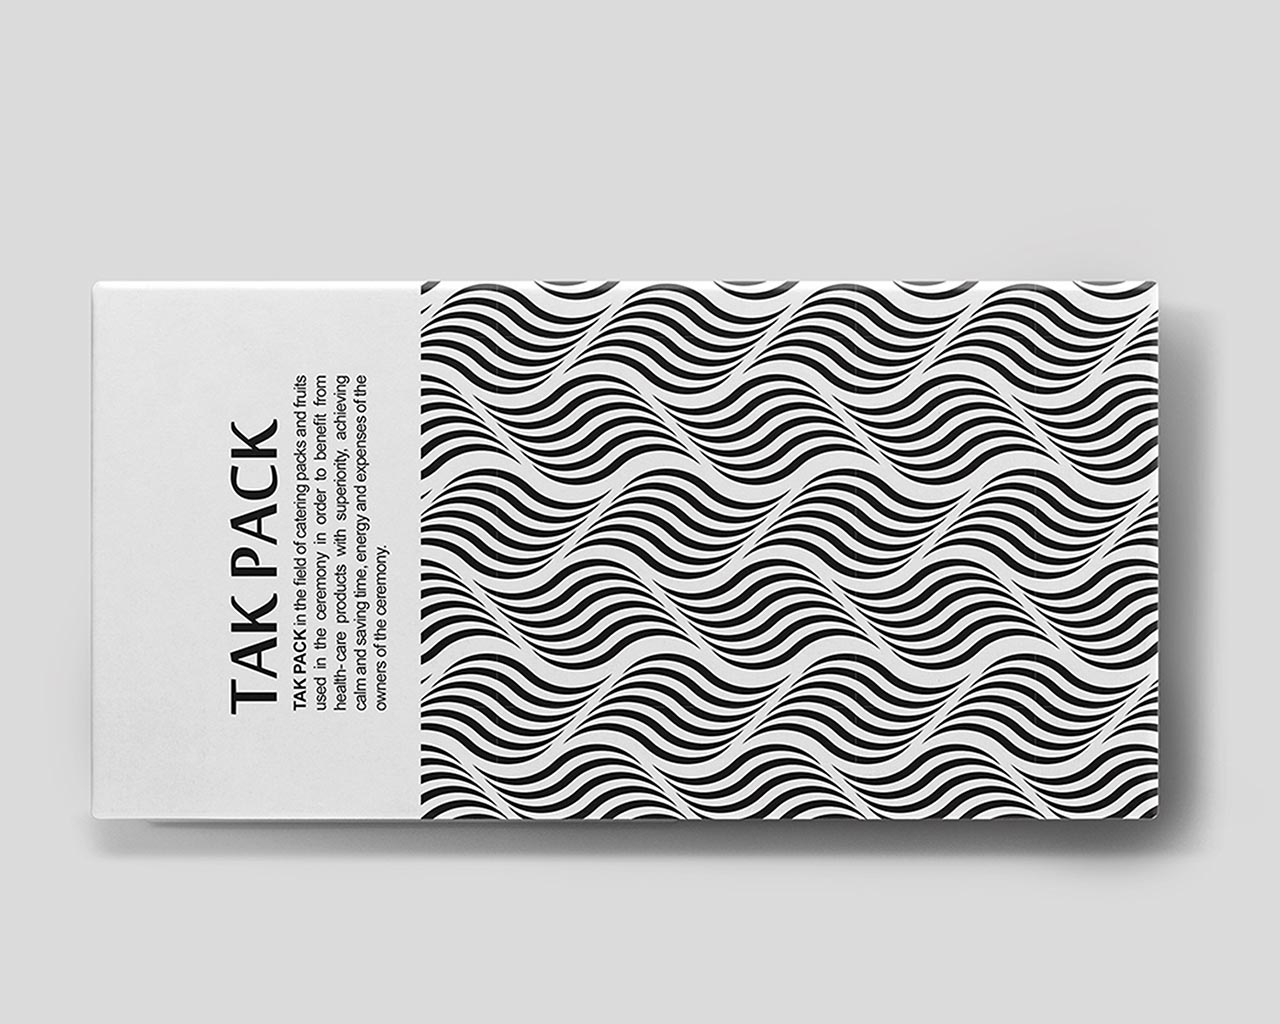 TAK PACK
TAK PACK in the field of catering packs and fruits
used in the ceremony in order to benefit from
health-care products with superiority, achieving
calm and saving time, energy and expenses of the
owners of the ceremony.